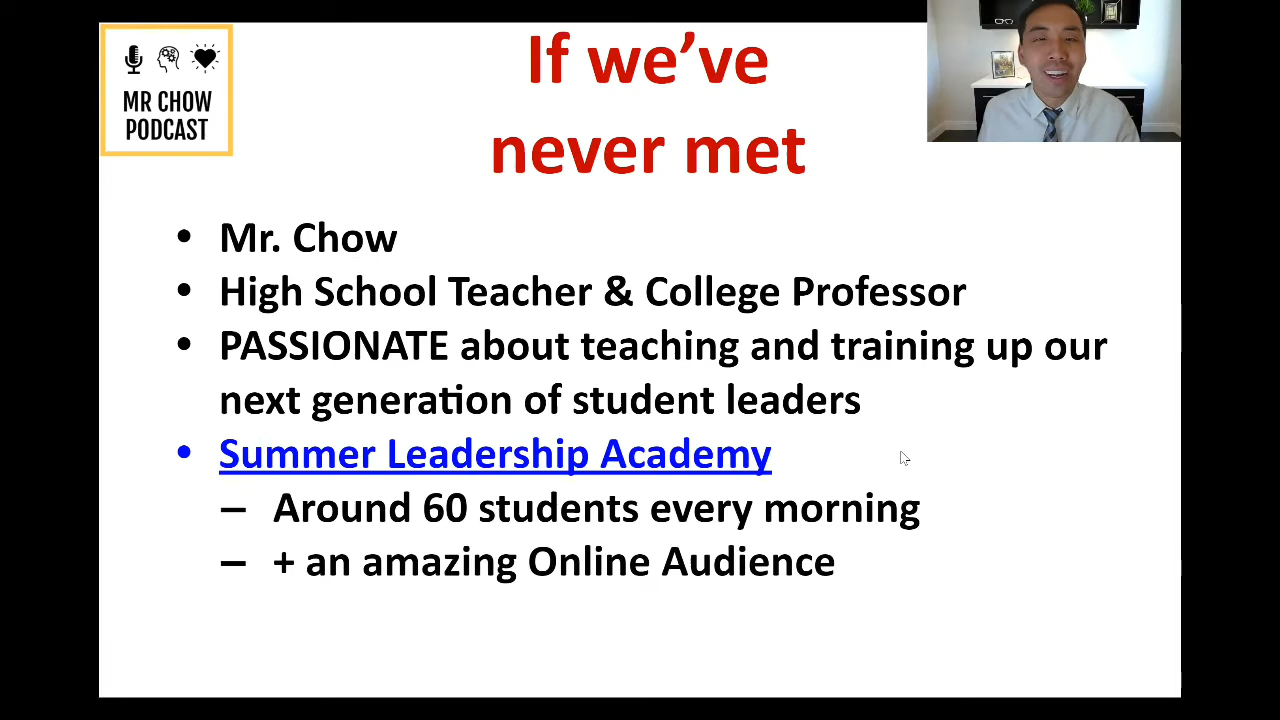 MR CHOW
PODCAST
If we’ve
never met
• Mr. Chow
• High School Teacher & College Professor
• PASSIONATE about teaching and training up our
next generation of student leaders
• Summer Leadership Academy
– Around 60 students every morning
– + an amazing Online Audience